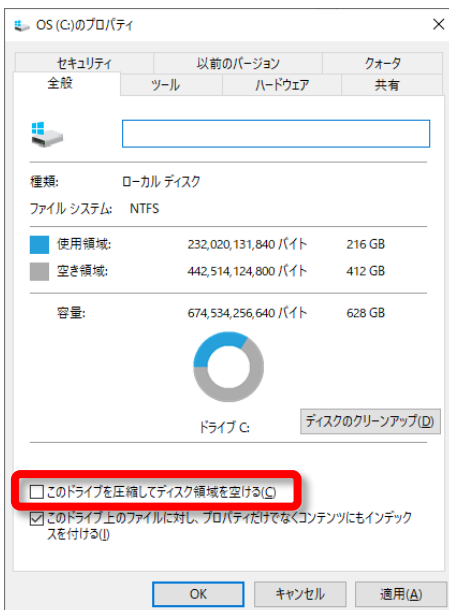 OS (C:)のプロパティ
セキュリティ 以前のバージョン クォータ
全般 ツール ハードウェア 共有
種類: ローカル ディスク
ファイル システム: NTFS
使用領域: 232,020,131,840 バイト 216 GB
空き領域: 442,514,124,800 バイト 412 GB
容量: 674,534,256,640 バイト 628 GB
ドライブ C: ディスクのクリーンアップ(D)
このドライブを圧縮してディスク領域を空ける(C)
このドライブ上のファイルに対し、プロパティだけでなくコンテンツにもインデック
スを付ける(I)
OK キャンセル 適用(A)